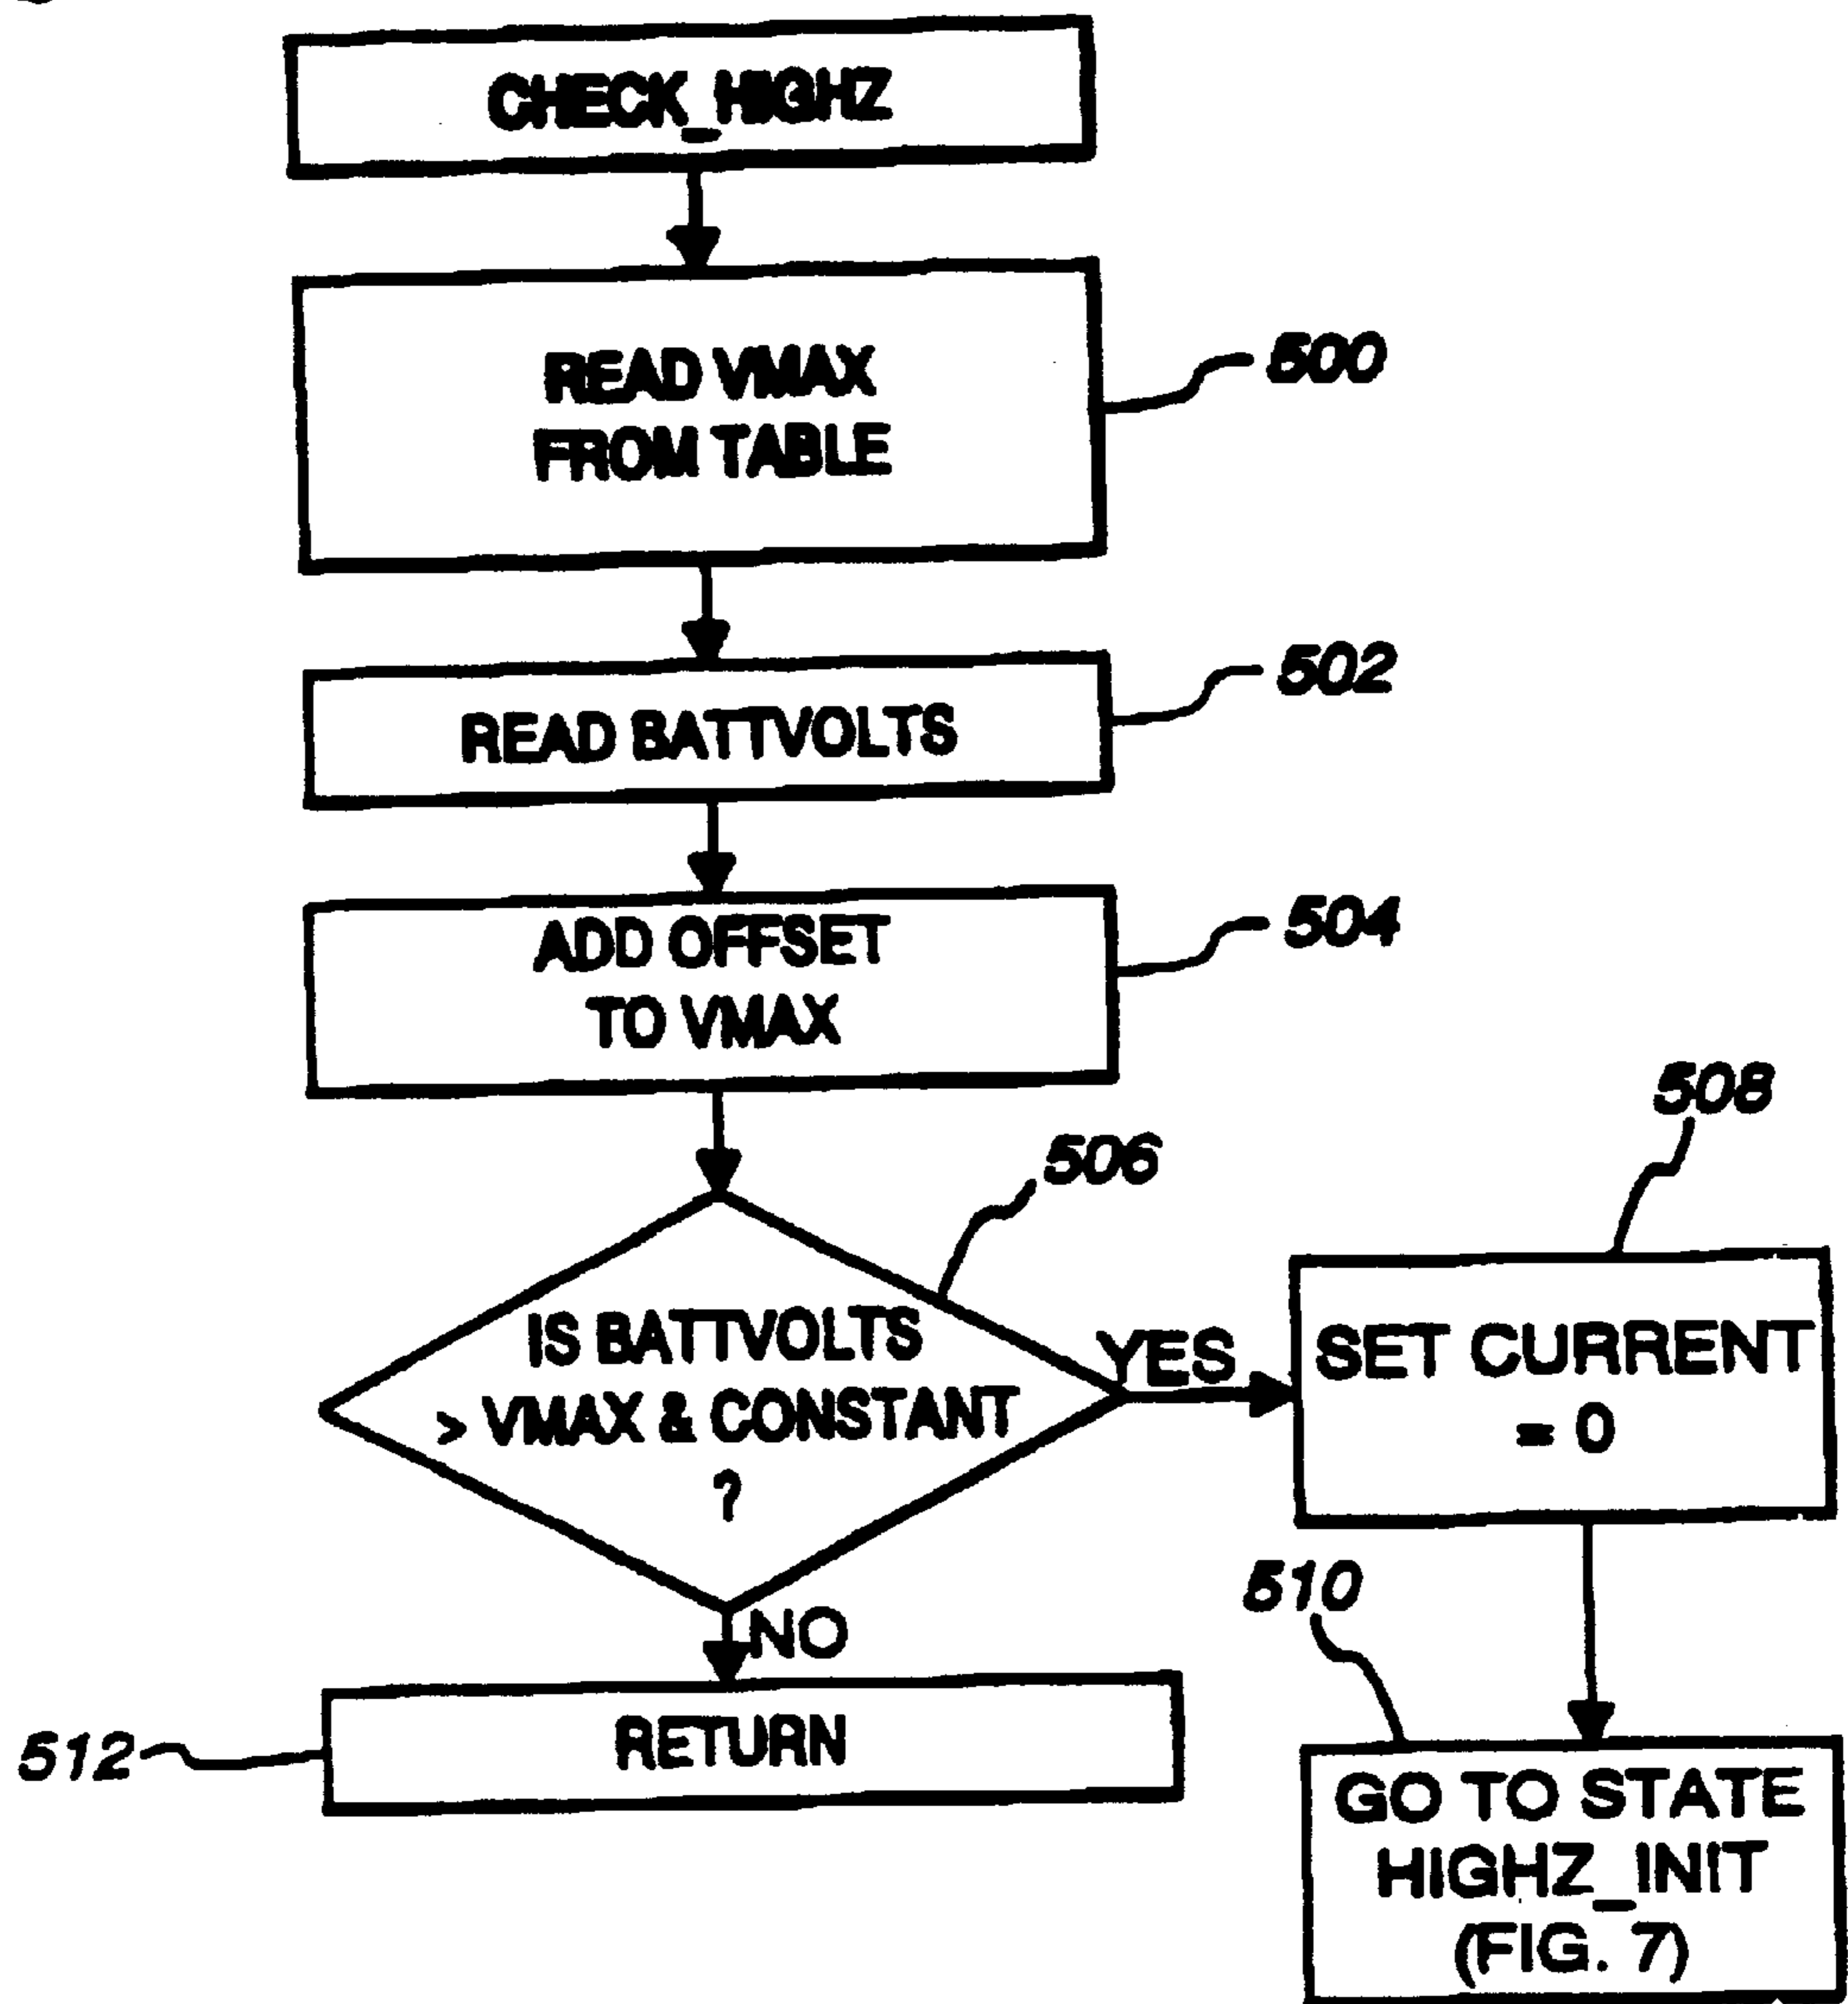 CHECK_HIGHZ
READ VMAX
FROM TABLE
500
READ BATTVOLTS
502
ADD OFFSET
TO VMAX
504
506
IS BATTVOLTS
> VMAX & CONSTANT
?
YES
508
SET CURRENT
= 0
NO
510
512
RETURN
GO TO STATE
HIGHZ_INIT
(FIG. 7)